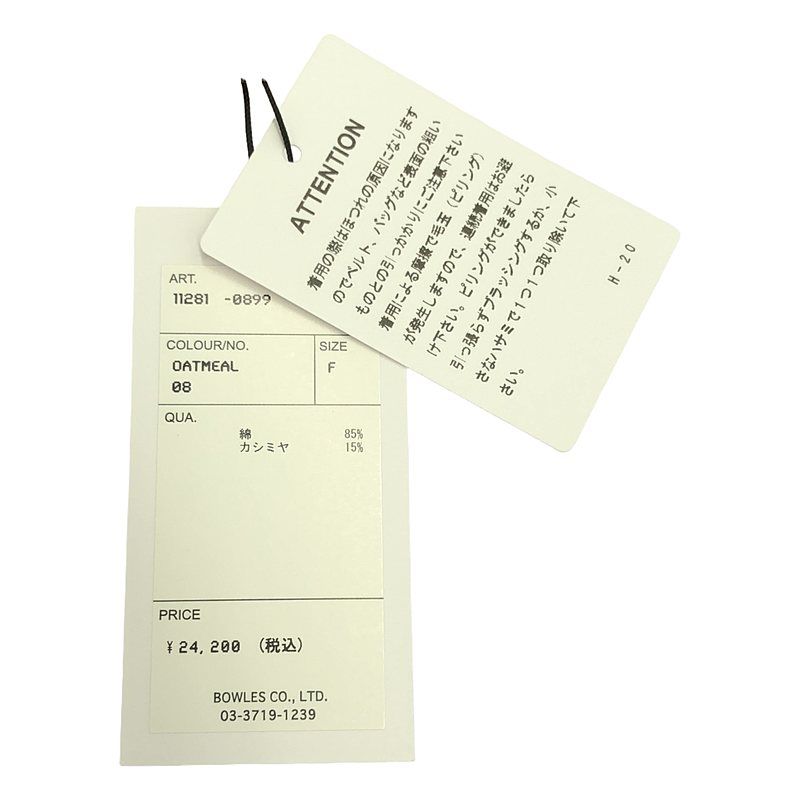 ATTENTION
着用の際はほつれの原因になります
のでベルト、バッグなど表面の粗い
ものとの引っかかりにご注意下さい
着用による摩擦で毛玉（ピリング）
が発生しますので、連続着用はお避
け下さい。ピリングができましたら
引っ張らずブラッシングするか、小
さなハサミで１つ１つ取り除いて下
さい。
H-20
ART.
11281 -0899
COLOUR/NO.
OATMEAL
08
SIZE
F
QUA.
綿 85%
カシミヤ 15%
PRICE
¥24,200 (税込)
BOWLES CO., LTD.
03-3719-1239